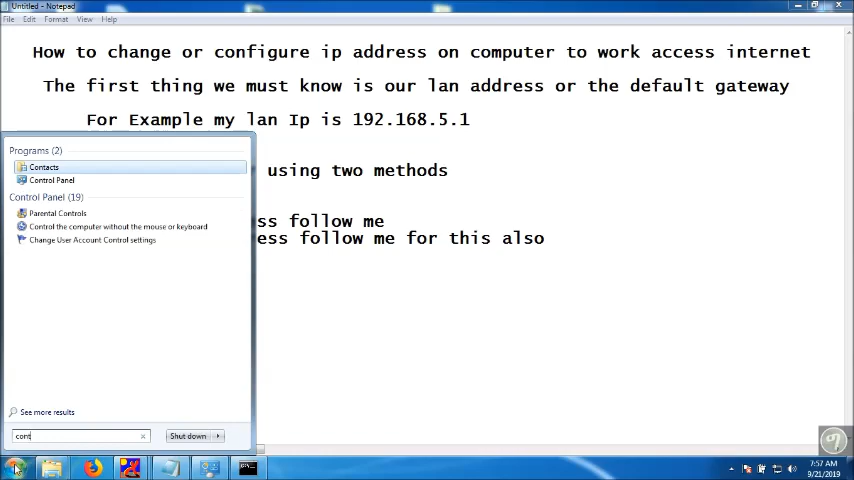 Untitled - Notepad
File Edit Format View Help
How to change or configure ip address on computer to work access internet
The first thing we must know is our lan address or the default gateway
For Example my lan Ip is 192.168.5.1
using two methods
ss follow me
ess follow me for this also
Programs (2)
Contacts
Control Panel
Control Panel (19)
Parental Controls
Control the computer without the mouse or keyboard
Change User Account Control settings
See more results
cont
Shut down
7:57 AM
9/21/2019